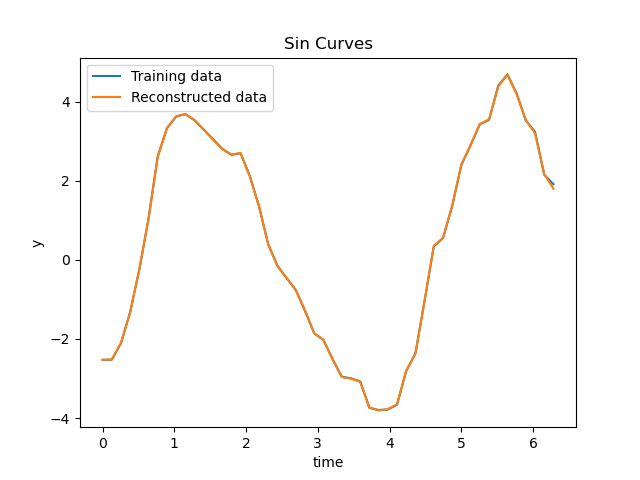 Sin Curves
Training data
Reconstructed data
4
2
0
−2
−4
y
0 1 2 3 4 5 6
time